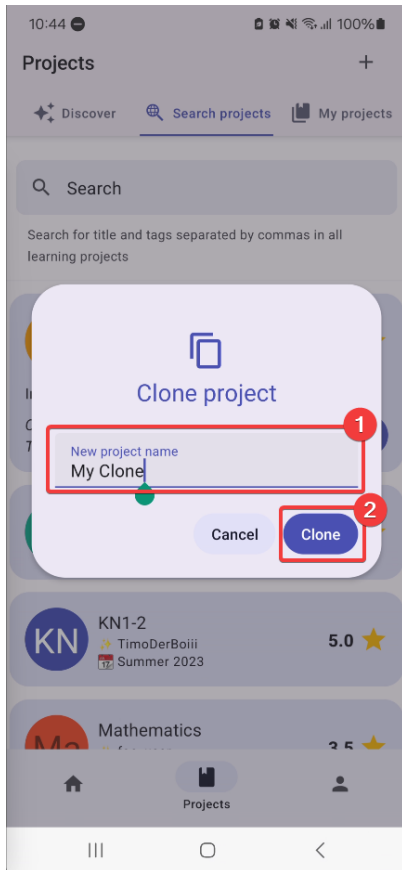 10:44 100%
Projects
Discover Search projects My projects
Search
Search for title and tags separated by commas in all
learning projects
Clone project
1
New project name
My Clone
2
Cancel Clone
KN KN1-2
TimoDerBoiii 5.0
Summer 2023
Ma Mathematics
3.5
Projects